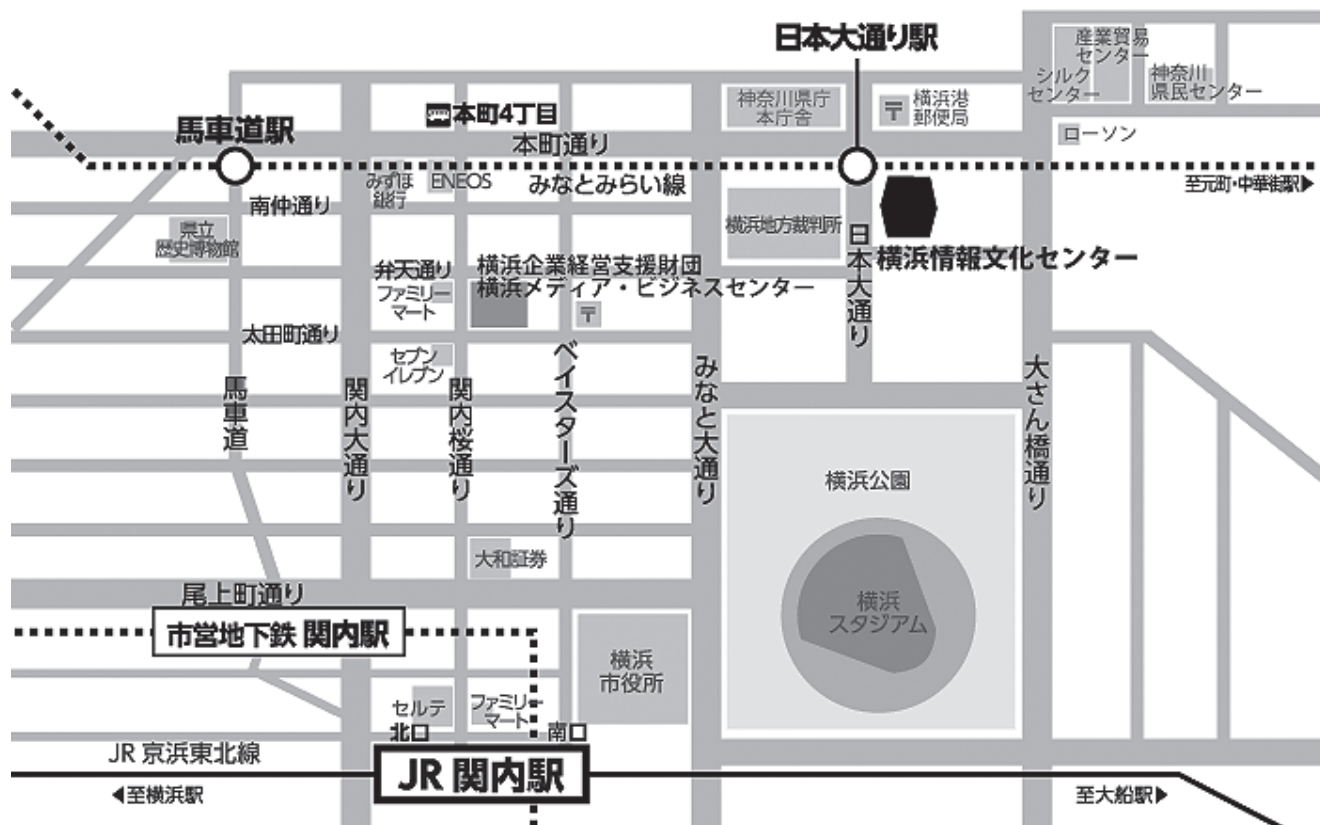 日本大通り駅
産業貿易
センター
シルク
センター
神奈川
県民センター
神奈川県庁
本庁舎
〒
横浜港
郵便局
本町4丁目
馬車道駅
本町通り
ローソン
みずほ
銀行
ENEOS
みなとみらい線
至元町・中華街駅▶
南仲通り
県立
歴史博物館
横浜地方裁判所
日本大通り
横浜情報文化センター
弁天通り
ファミリー
マート
横浜企業経営支援財団
横浜メディア・ビジネスセンター
〒
太田町通り
セブン
イレブン
馬車道
関内大通り
関内桜通り
ベイスターズ通り
みなと大通り
大さん橋通り
横浜公園
大和証券
尾上町通り
横浜
スタジアム
市営地下鉄 関内駅
横浜
市役所
セルテ
ファミリー
マート
北口
南口
JR 京浜東北線
JR 関内駅
◀至横浜駅
至大船駅▶